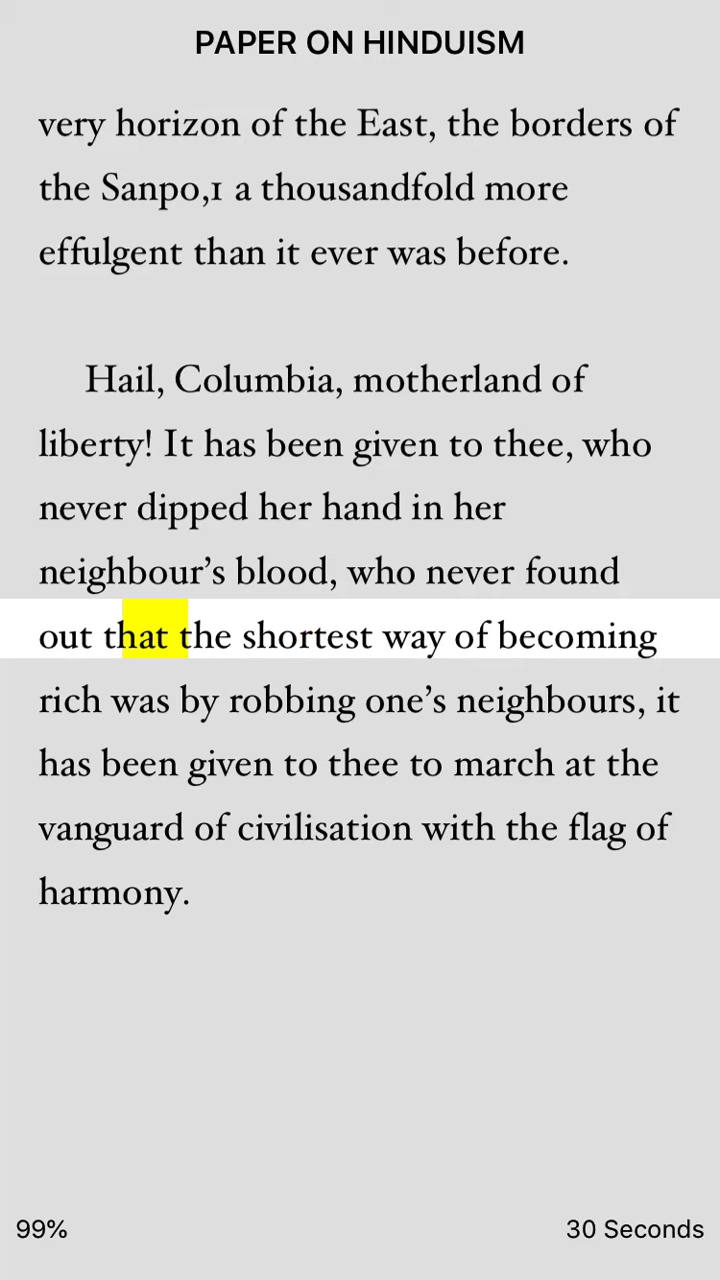 PAPER ON HINDUISM
very horizon of the East, the borders of
the Sanpo,1 a thousandfold more
effulgent than it ever was before.
Hail, Columbia, motherland of
liberty! It has been given to thee, who
never dipped her hand in her
neighbour’s blood, who never found
out that the shortest way of becoming
rich was by robbing one’s neighbours, it
has been given to thee to march at the
vanguard of civilisation with the flag of
harmony.
99%
30 Seconds